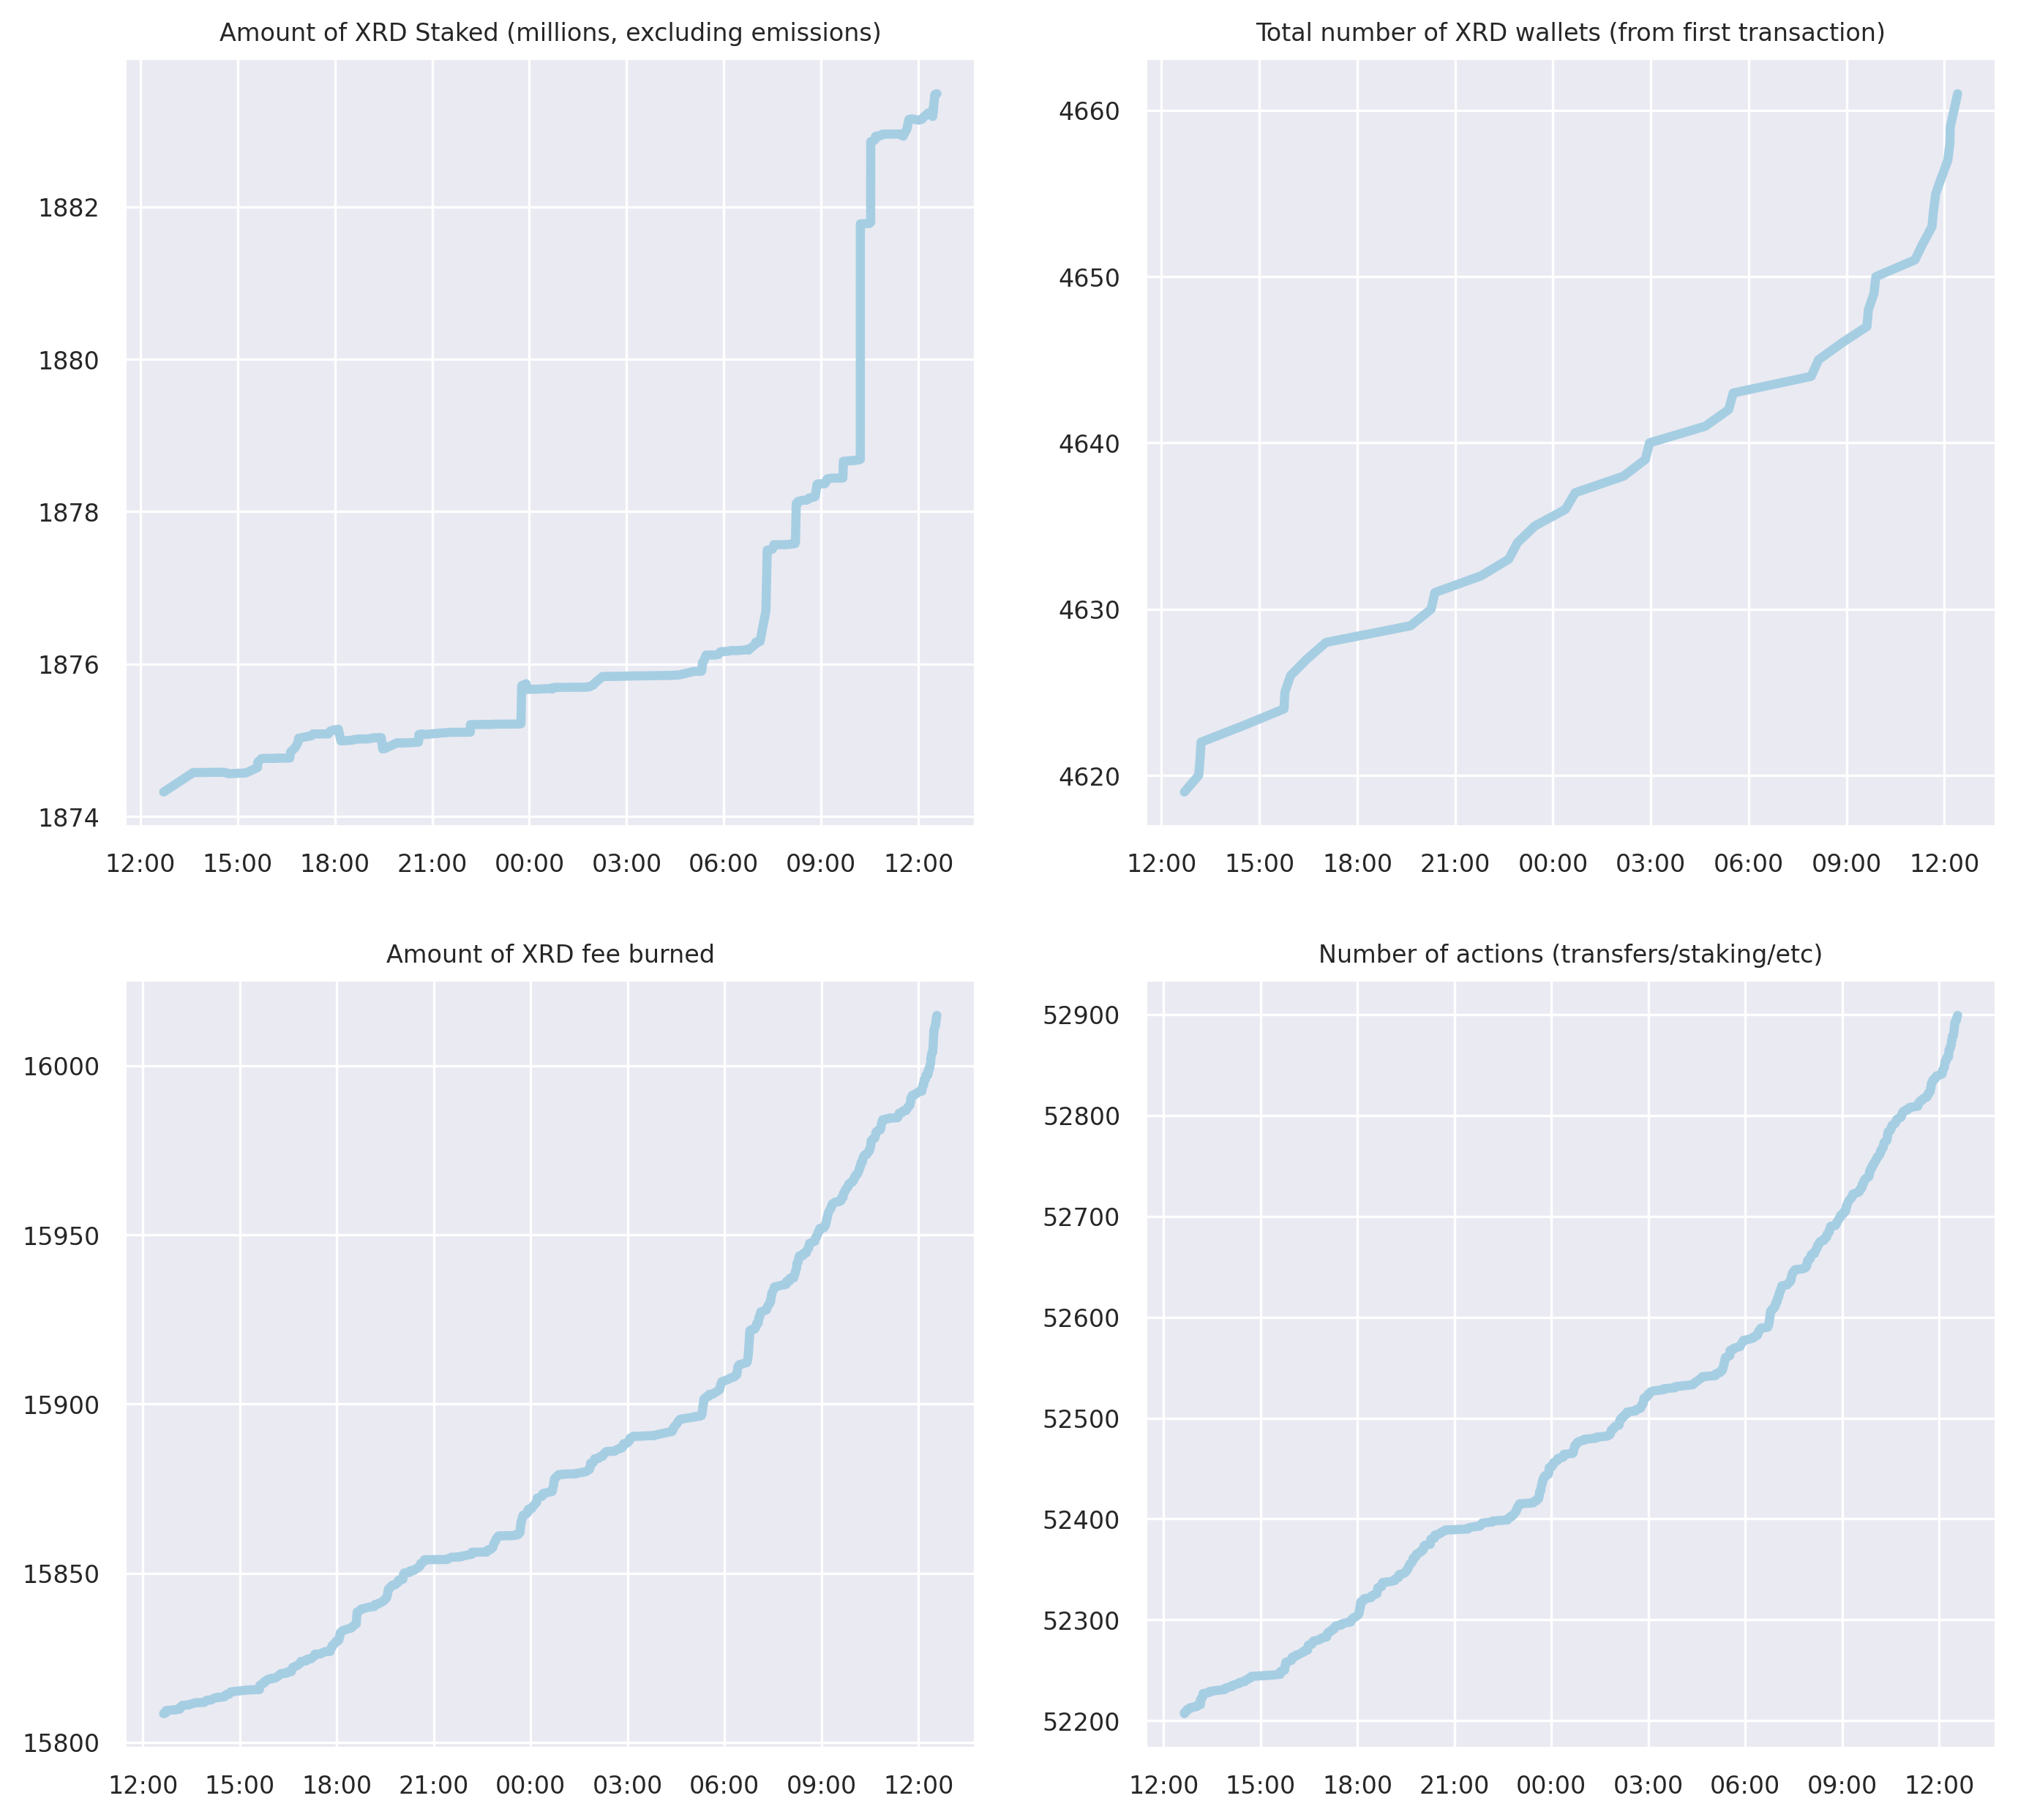 Amount of XRD Staked (millions, excluding emissions)
1882
1880
1878
1876
1874
12:00 15:00 18:00 21:00 00:00 03:00 06:00 09:00 12:00
Total number of XRD wallets (from first transaction)
4660
4650
4640
4630
4620
12:00 15:00 18:00 21:00 00:00 03:00 06:00 09:00 12:00
Amount of XRD fee burned
16000
15950
15900
15850
15800
12:00 15:00 18:00 21:00 00:00 03:00 06:00 09:00 12:00
Number of actions (transfers/staking/etc)
52900
52800
52700
52600
52500
52400
52300
52200
12:00 15:00 18:00 21:00 00:00 03:00 06:00 09:00 12:00